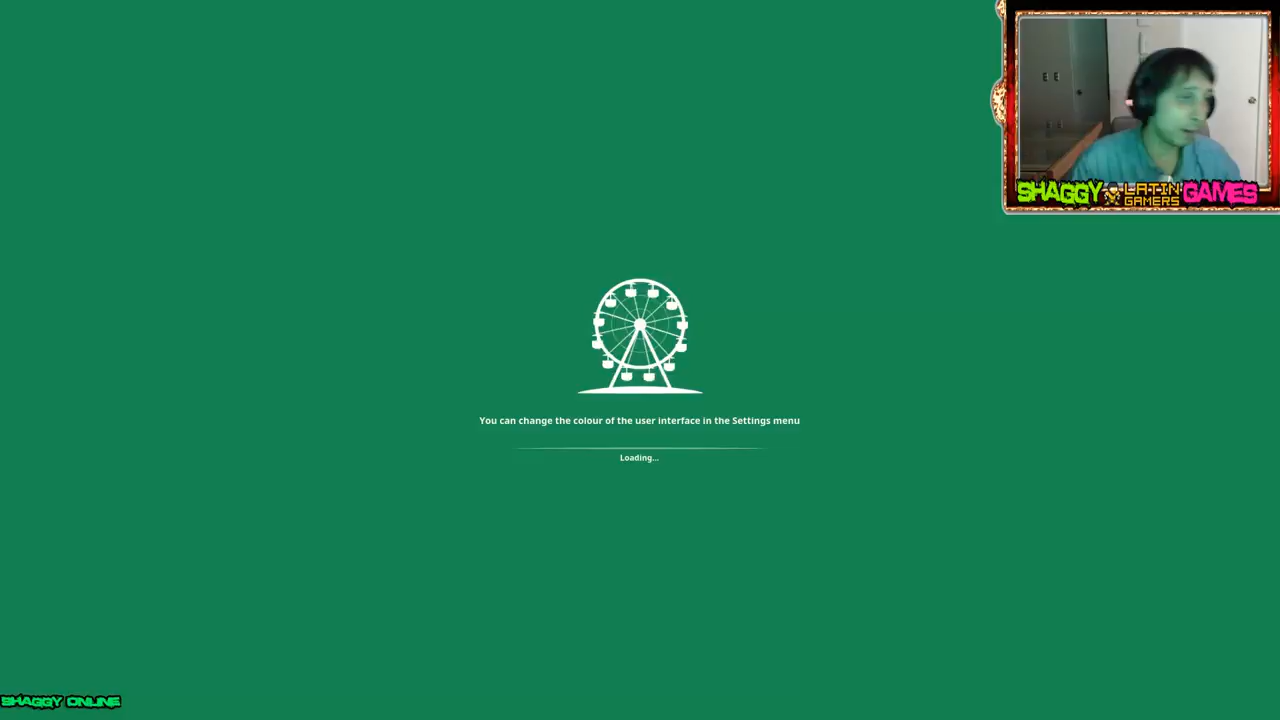 SHAGGY LATIN GAMERS GAMES
You can change the colour of the user interface in the Settings menu
Loading...
SHAGGY ONLINE